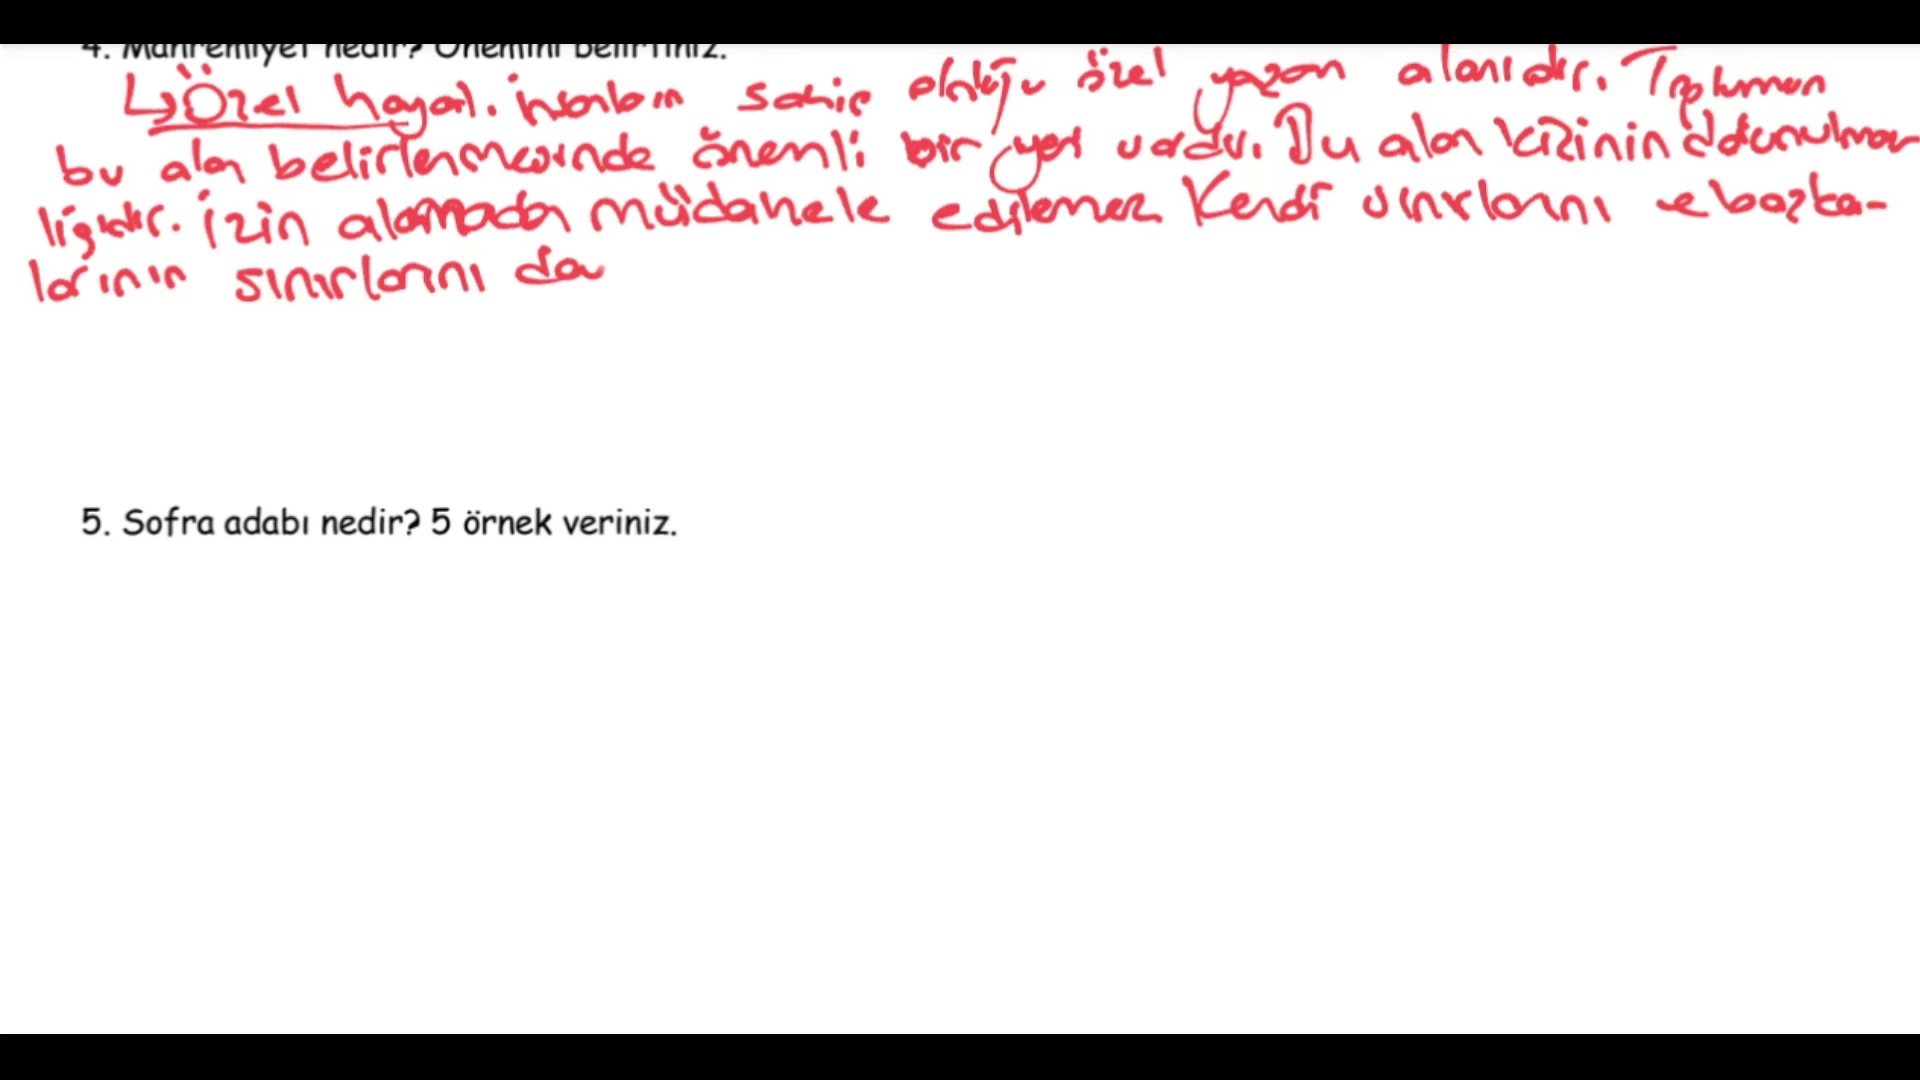 4. Mahremiyet nedir? Önemini belirtiniz.
↳Özel hayat. İnsanların sahip olduğu özel yaşam alanıdır. Toplumun
bu alan belirlenmesinde önemli bir yeri vardır. Bu alan kişinin dokunulmaz
lığıdır. İzin alamadan müdahele edilemez Kendi sınırlarını ve başka-
larının sınırlarını da
5. Sofra adabı nedir? 5 örnek veriniz.